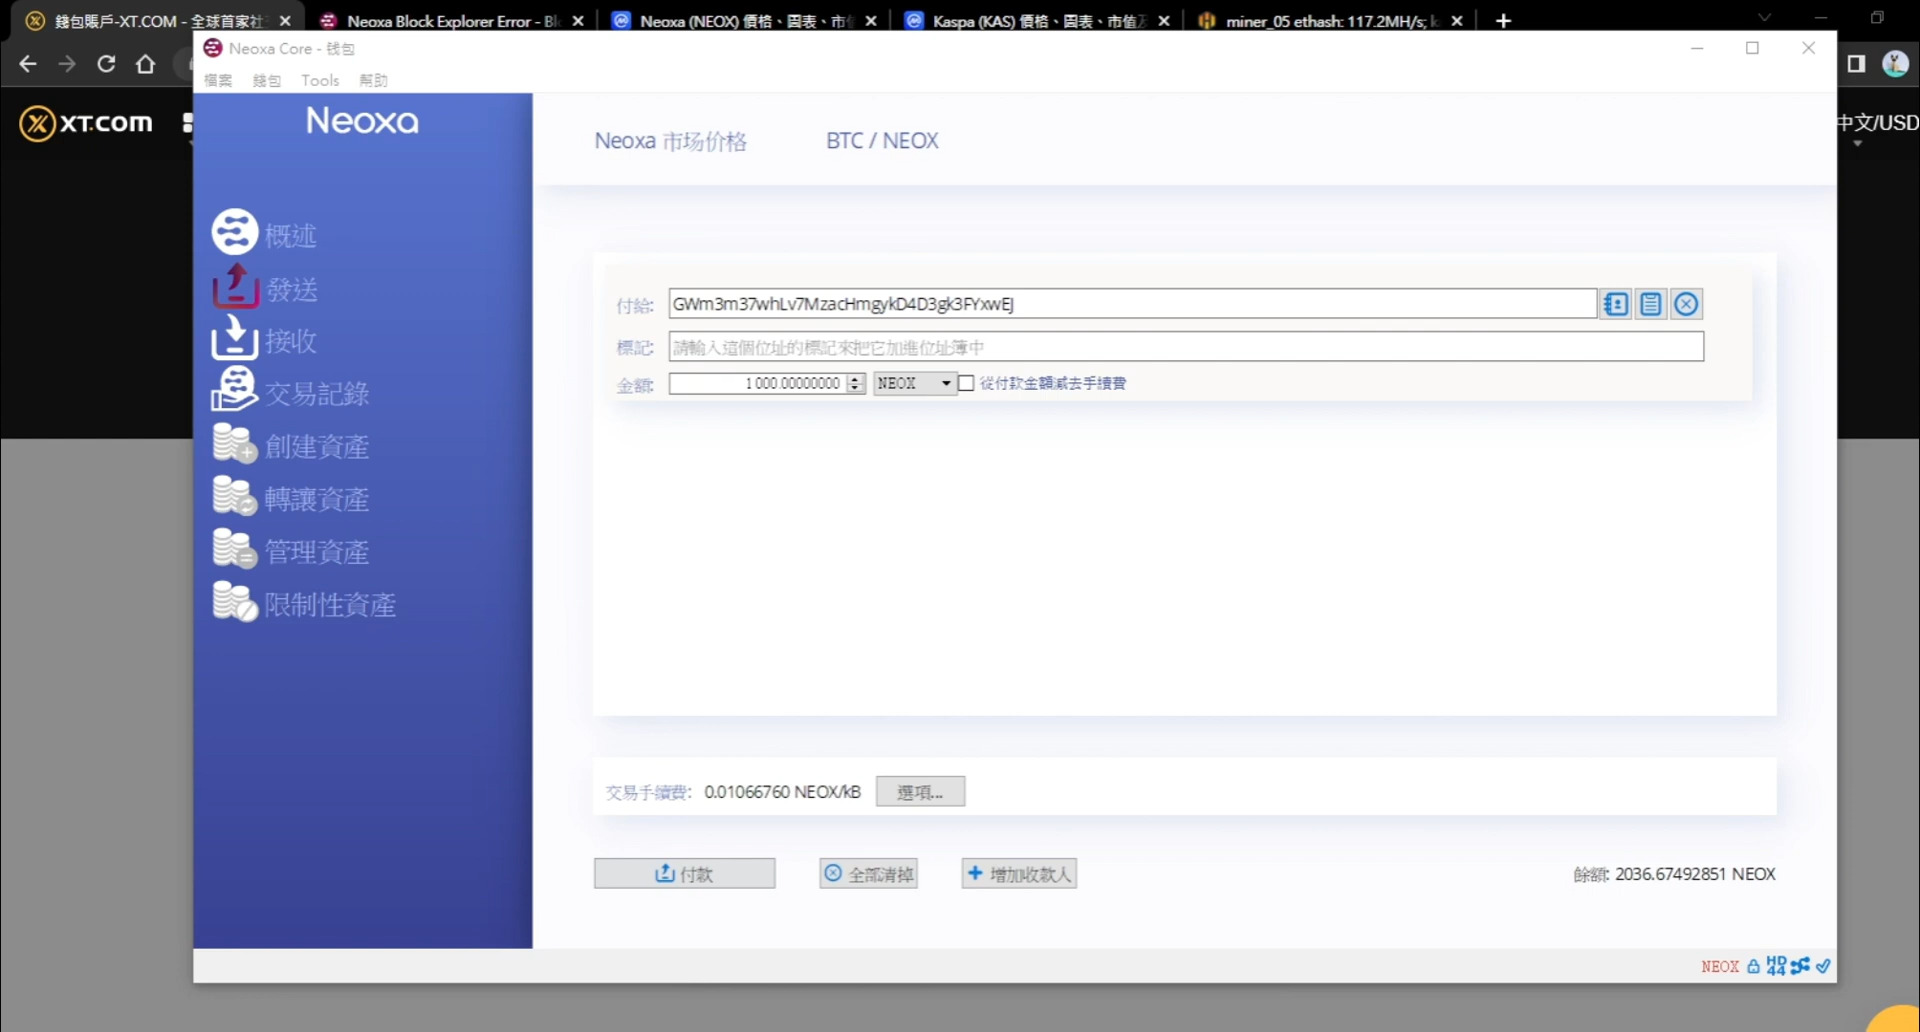 錢包賬戶-XT.COM - 全球首家社
Neoxa Block Explorer Error - Bl
Neoxa (NEOX) 價格、圖表、市值
Kaspa (KAS) 價格、圖表、市值及
miner_05 ethash: 117.2MH/s; k
Neoxa Core - 钱包
檔案 錢包 Tools 幫助
XT.COM
中文/USD
Neoxa
Neoxa 市场价格 BTC / NEOX
概述
發送
接收
交易記錄
創建資產
轉讓資產
管理資產
限制性資產
付給: GWm3m37whLv7MzacHmgykD4D3gk3FYxwEJ
標記: 請輸入這個位址的標記來把它加進位址簿中
金額: 1 000.00000000 NEOX 從付款金額減去手續費
交易手續費: 0.01066760 NEOX/kB 選項...
付款 全部清掉 增加收款人 餘額: 2036.67492851 NEOX
NEOX HD 44